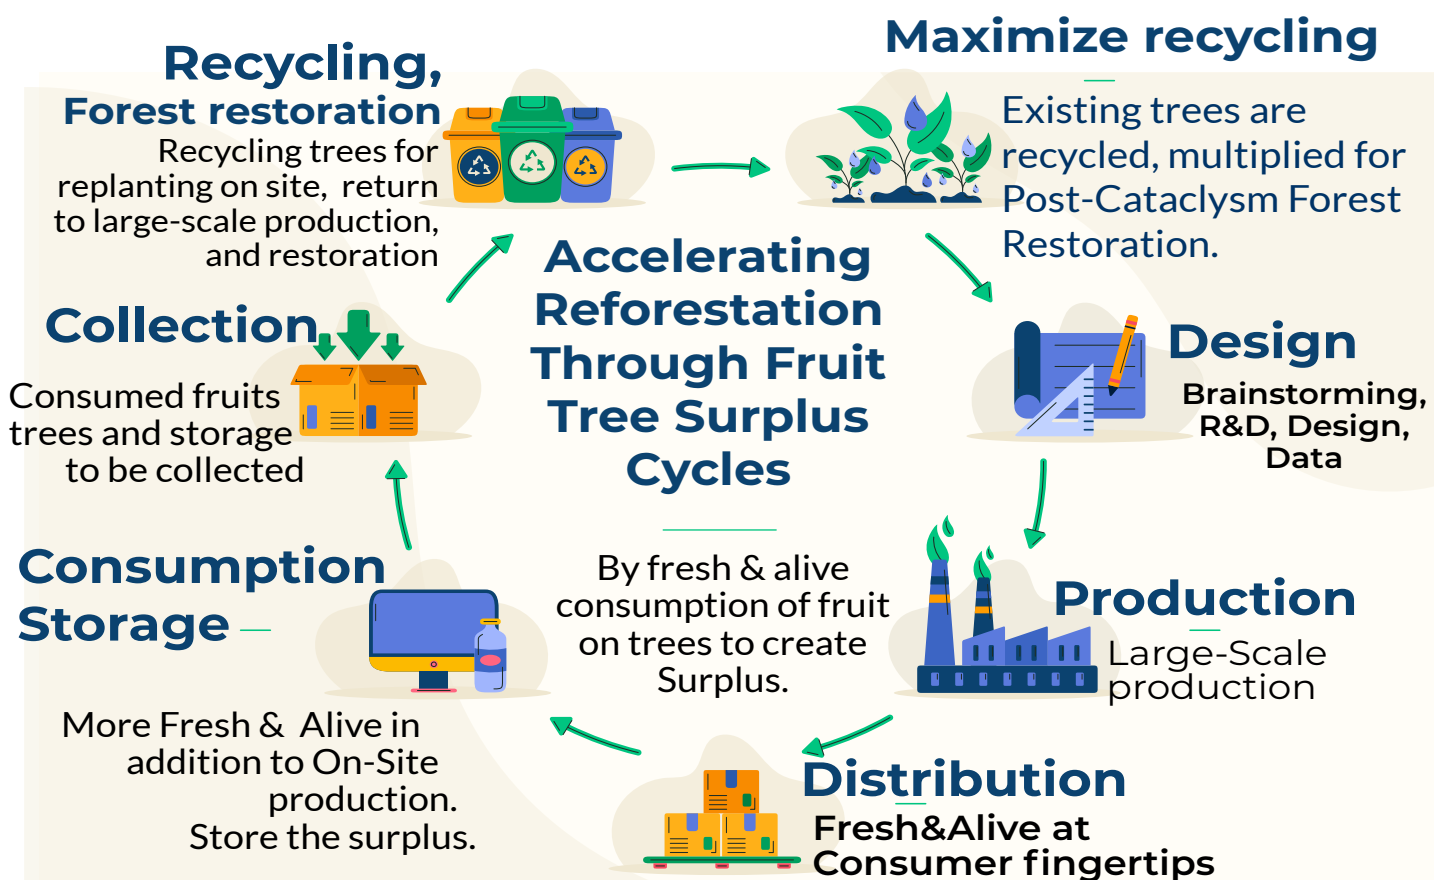 Recycling,
Forest restoration
Recycling trees for
replanting on site, return
to large-scale production,
and restoration
Maximize recycling
Existing trees are
recycled, multiplied for
Post-Cataclysm Forest
Restoration.
Accelerating
Reforestation
Through Fruit
Tree Surplus
Cycles
By fresh & alive
consumption of fruit
on trees to create
Surplus.
Design
Brainstorming,
R&D, Design,
Data
Production
Large-Scale
production
Distribution
Fresh&Alive at
Consumer fingertips
Consumption
Storage
More Fresh & Alive in
addition to On-Site
production.
Store the surplus.
Collection
Consumed fruits
trees and storage
to be collected